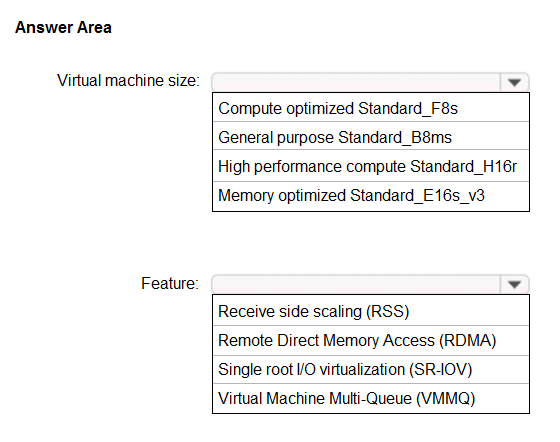 Answer Area
Virtual machine size:
Compute optimized Standard_F8s
General purpose Standard_B8ms
High performance compute Standard_H16r
Memory optimized Standard_E16s_v3
Feature:
Receive side scaling (RSS)
Remote Direct Memory Access (RDMA)
Single root I/O virtualization (SR-IOV)
Virtual Machine Multi-Queue (VMMQ)